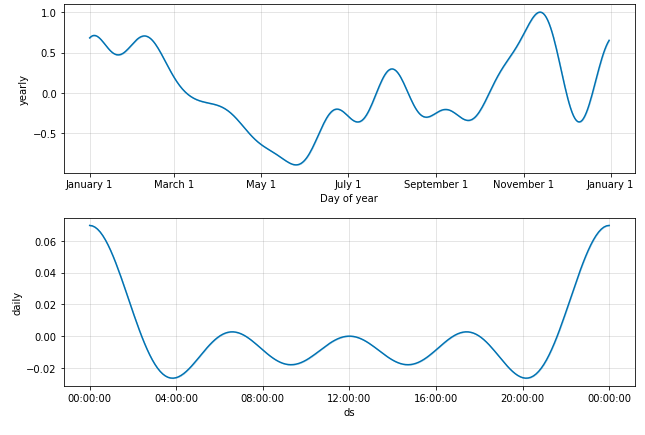 1.0
0.5
0.0
−0.5
yearly
January 1 March 1 May 1 July 1 September 1 November 1 January 1
Day of year
0.06
0.04
0.02
0.00
−0.02
daily
00:00:00 04:00:00 08:00:00 12:00:00 16:00:00 20:00:00 00:00:00
ds